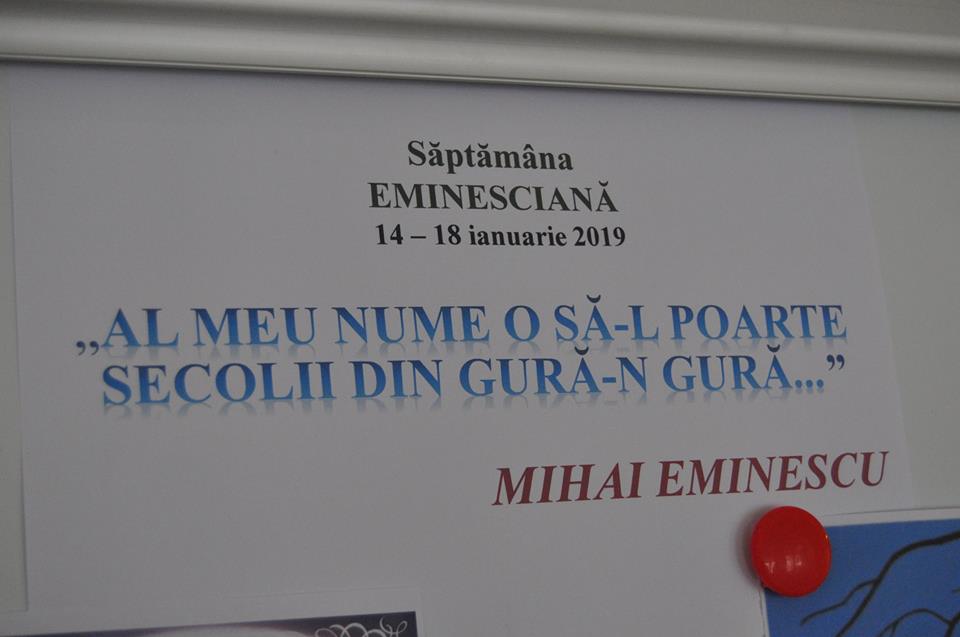 Săptămâna
EMINESCIANĂ
14 – 18 ianuarie 2019
„AL MEU NUME O SĂ-L POARTE
SECOLII DIN GURĂ-N GURĂ...”
MIHAI EMINESCU